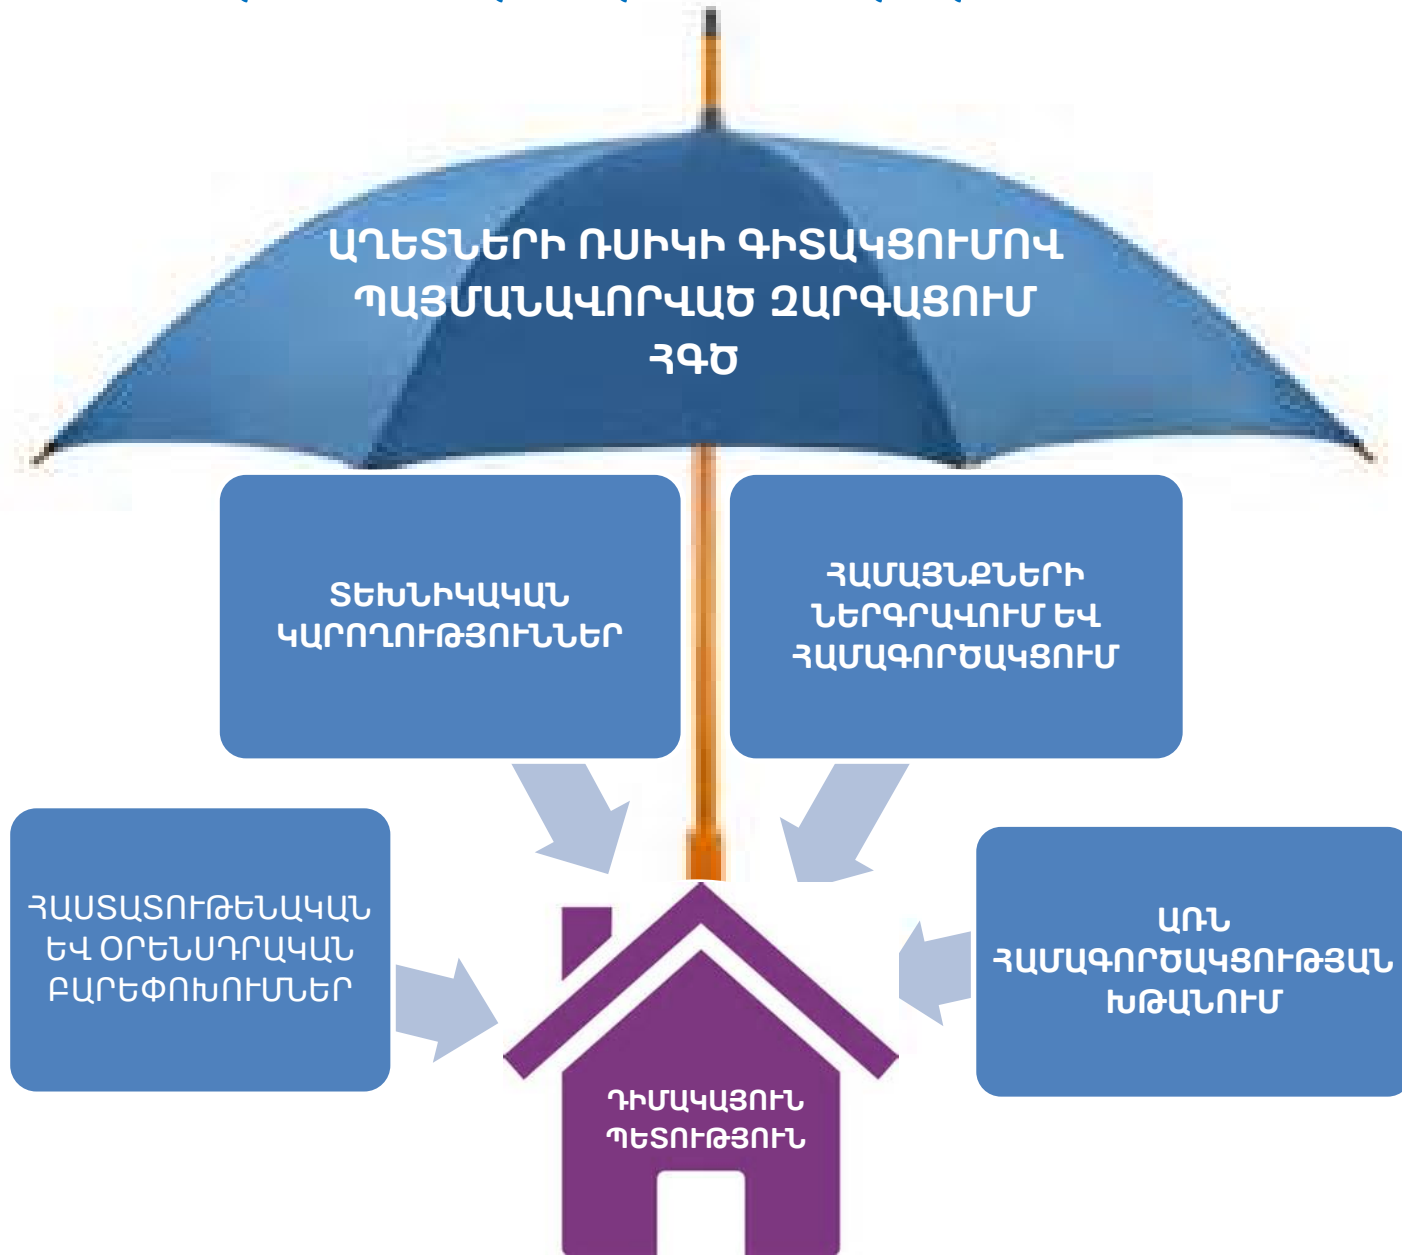 ԱՂԵՏՆԵՐԻ ՌՍԻԿԻ ԳԻՏԱԿՑՈՒՄՈՎ
ՊԱՅՄԱՆԱՎՈՐՎԱԾ ԶԱՐԳԱՑՈՒՄ
ՀԳԾ
ՏԵԽՆԻԿԱԿԱՆ
ԿԱՐՈՂՈՒԹՅՈՒՆՆԵՐ
ՀԱՄԱՅՆՔՆԵՐԻ
ՆԵՐԳՐԱՎՈՒՄ ԵՎ
ՀԱՄԱԳՈՐԾԱԿՑՈՒՄ
ՀԱՍՏԱՏՈՒԹԵՆԱԿԱՆ
ԵՎ ՕՐԵՆՍԴՐԱԿԱՆ
ԲԱՐԵՓՈԽՈՒՄՆԵՐ
ԱՌՆ
ՀԱՄԱԳՈՐԾԱԿՑՈՒԹՅԱՆ
ԽԹԱՆՈՒՄ
ԴԻՄԱԿԱՅՈՒՆ
ՊԵՏՈՒԹՅՈՒՆ